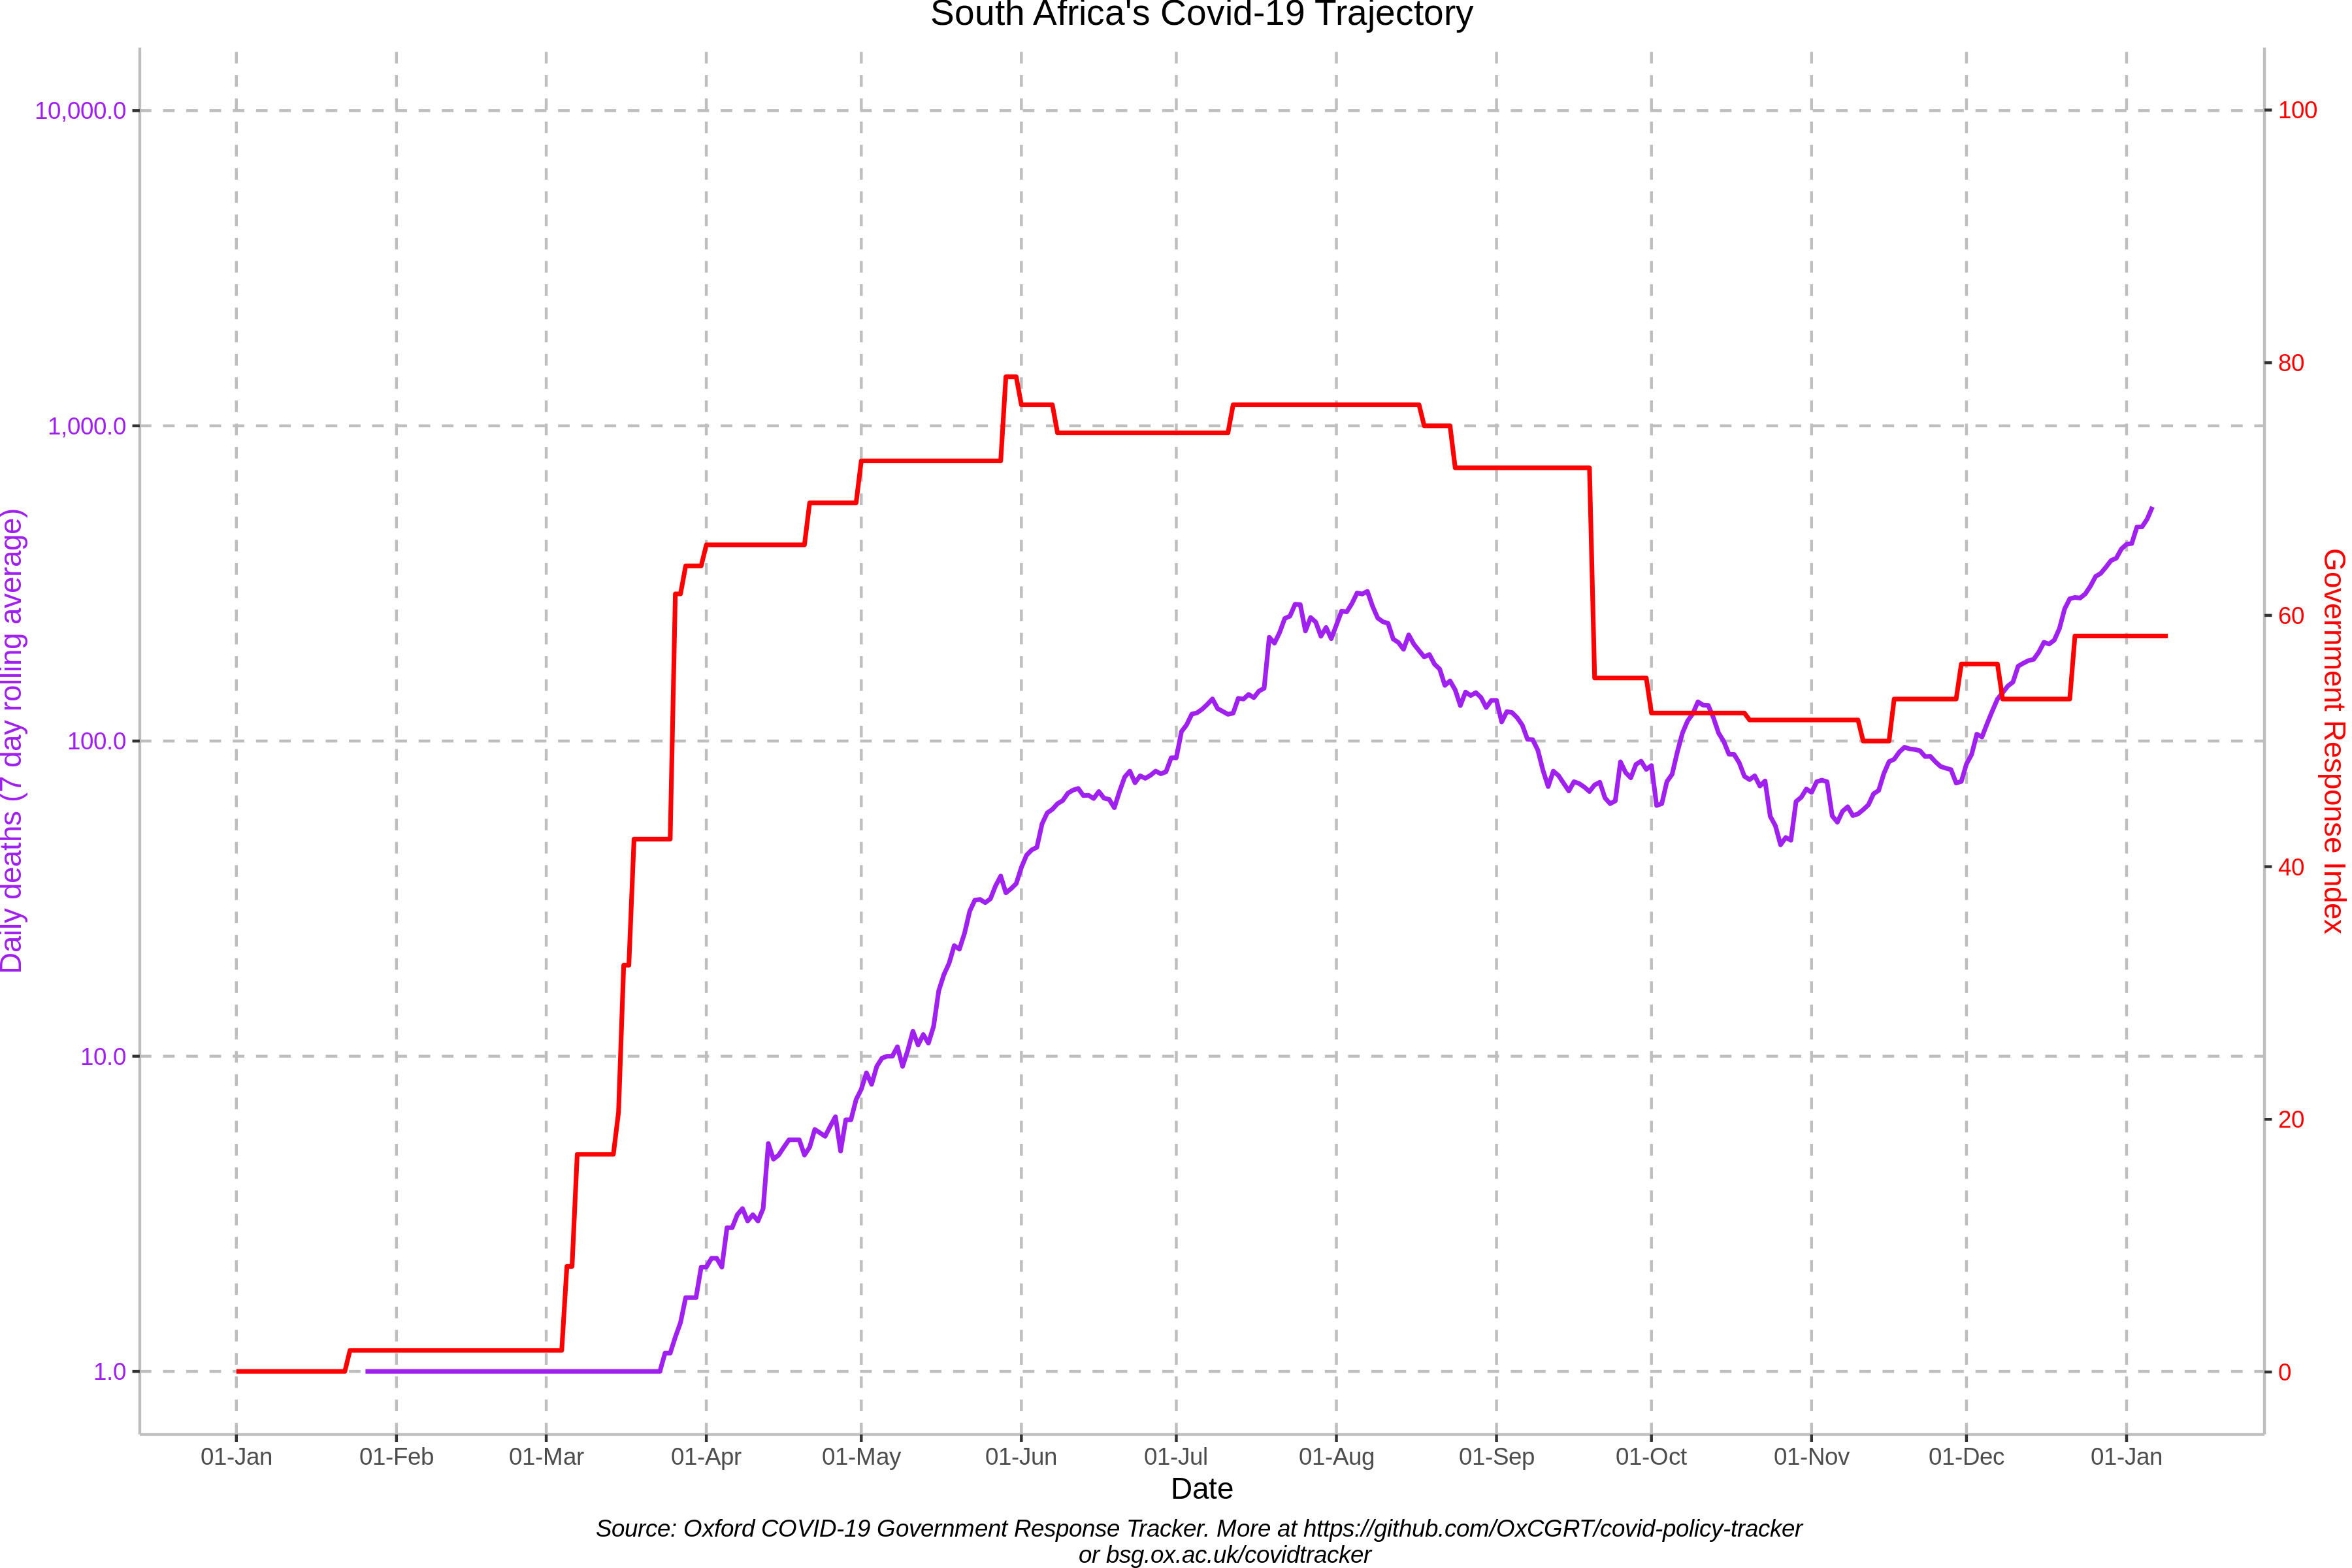 South Africa's Covid-19 Trajectory
10,000.0
1,000.0
100.0
10.0
1.0
Daily deaths (7 day rolling average)
100
80
60
40
20
0
Government Response Index
01-Jan 01-Feb 01-Mar 01-Apr 01-May 01-Jun 01-Jul 01-Aug 01-Sep 01-Oct 01-Nov 01-Dec 01-Jan
Date
Source: Oxford COVID-19 Government Response Tracker. More at https://github.com/OxCGRT/covid-policy-tracker
or bsg.ox.ac.uk/covidtracker